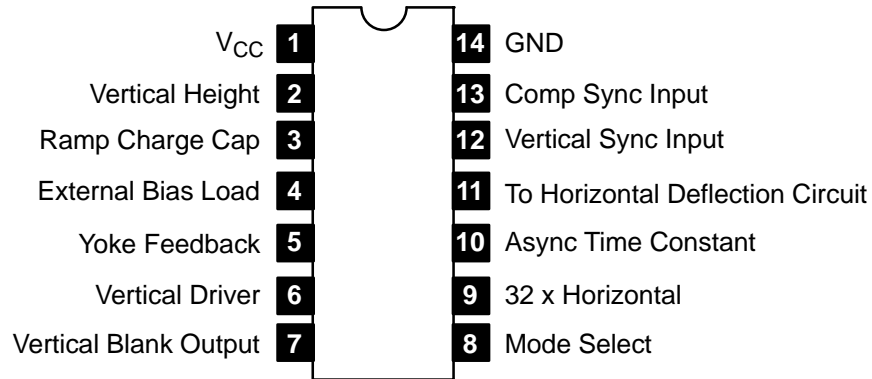 VCC 1 14 GND
Vertical Height 2 13 Comp Sync Input
Ramp Charge Cap 3 12 Vertical Sync Input
External Bias Load 4 11 To Horizontal Deflection Circuit
Yoke Feedback 5 10 Async Time Constant
Vertical Driver 6 9 32 x Horizontal
Vertical Blank Output 7 8 Mode Select